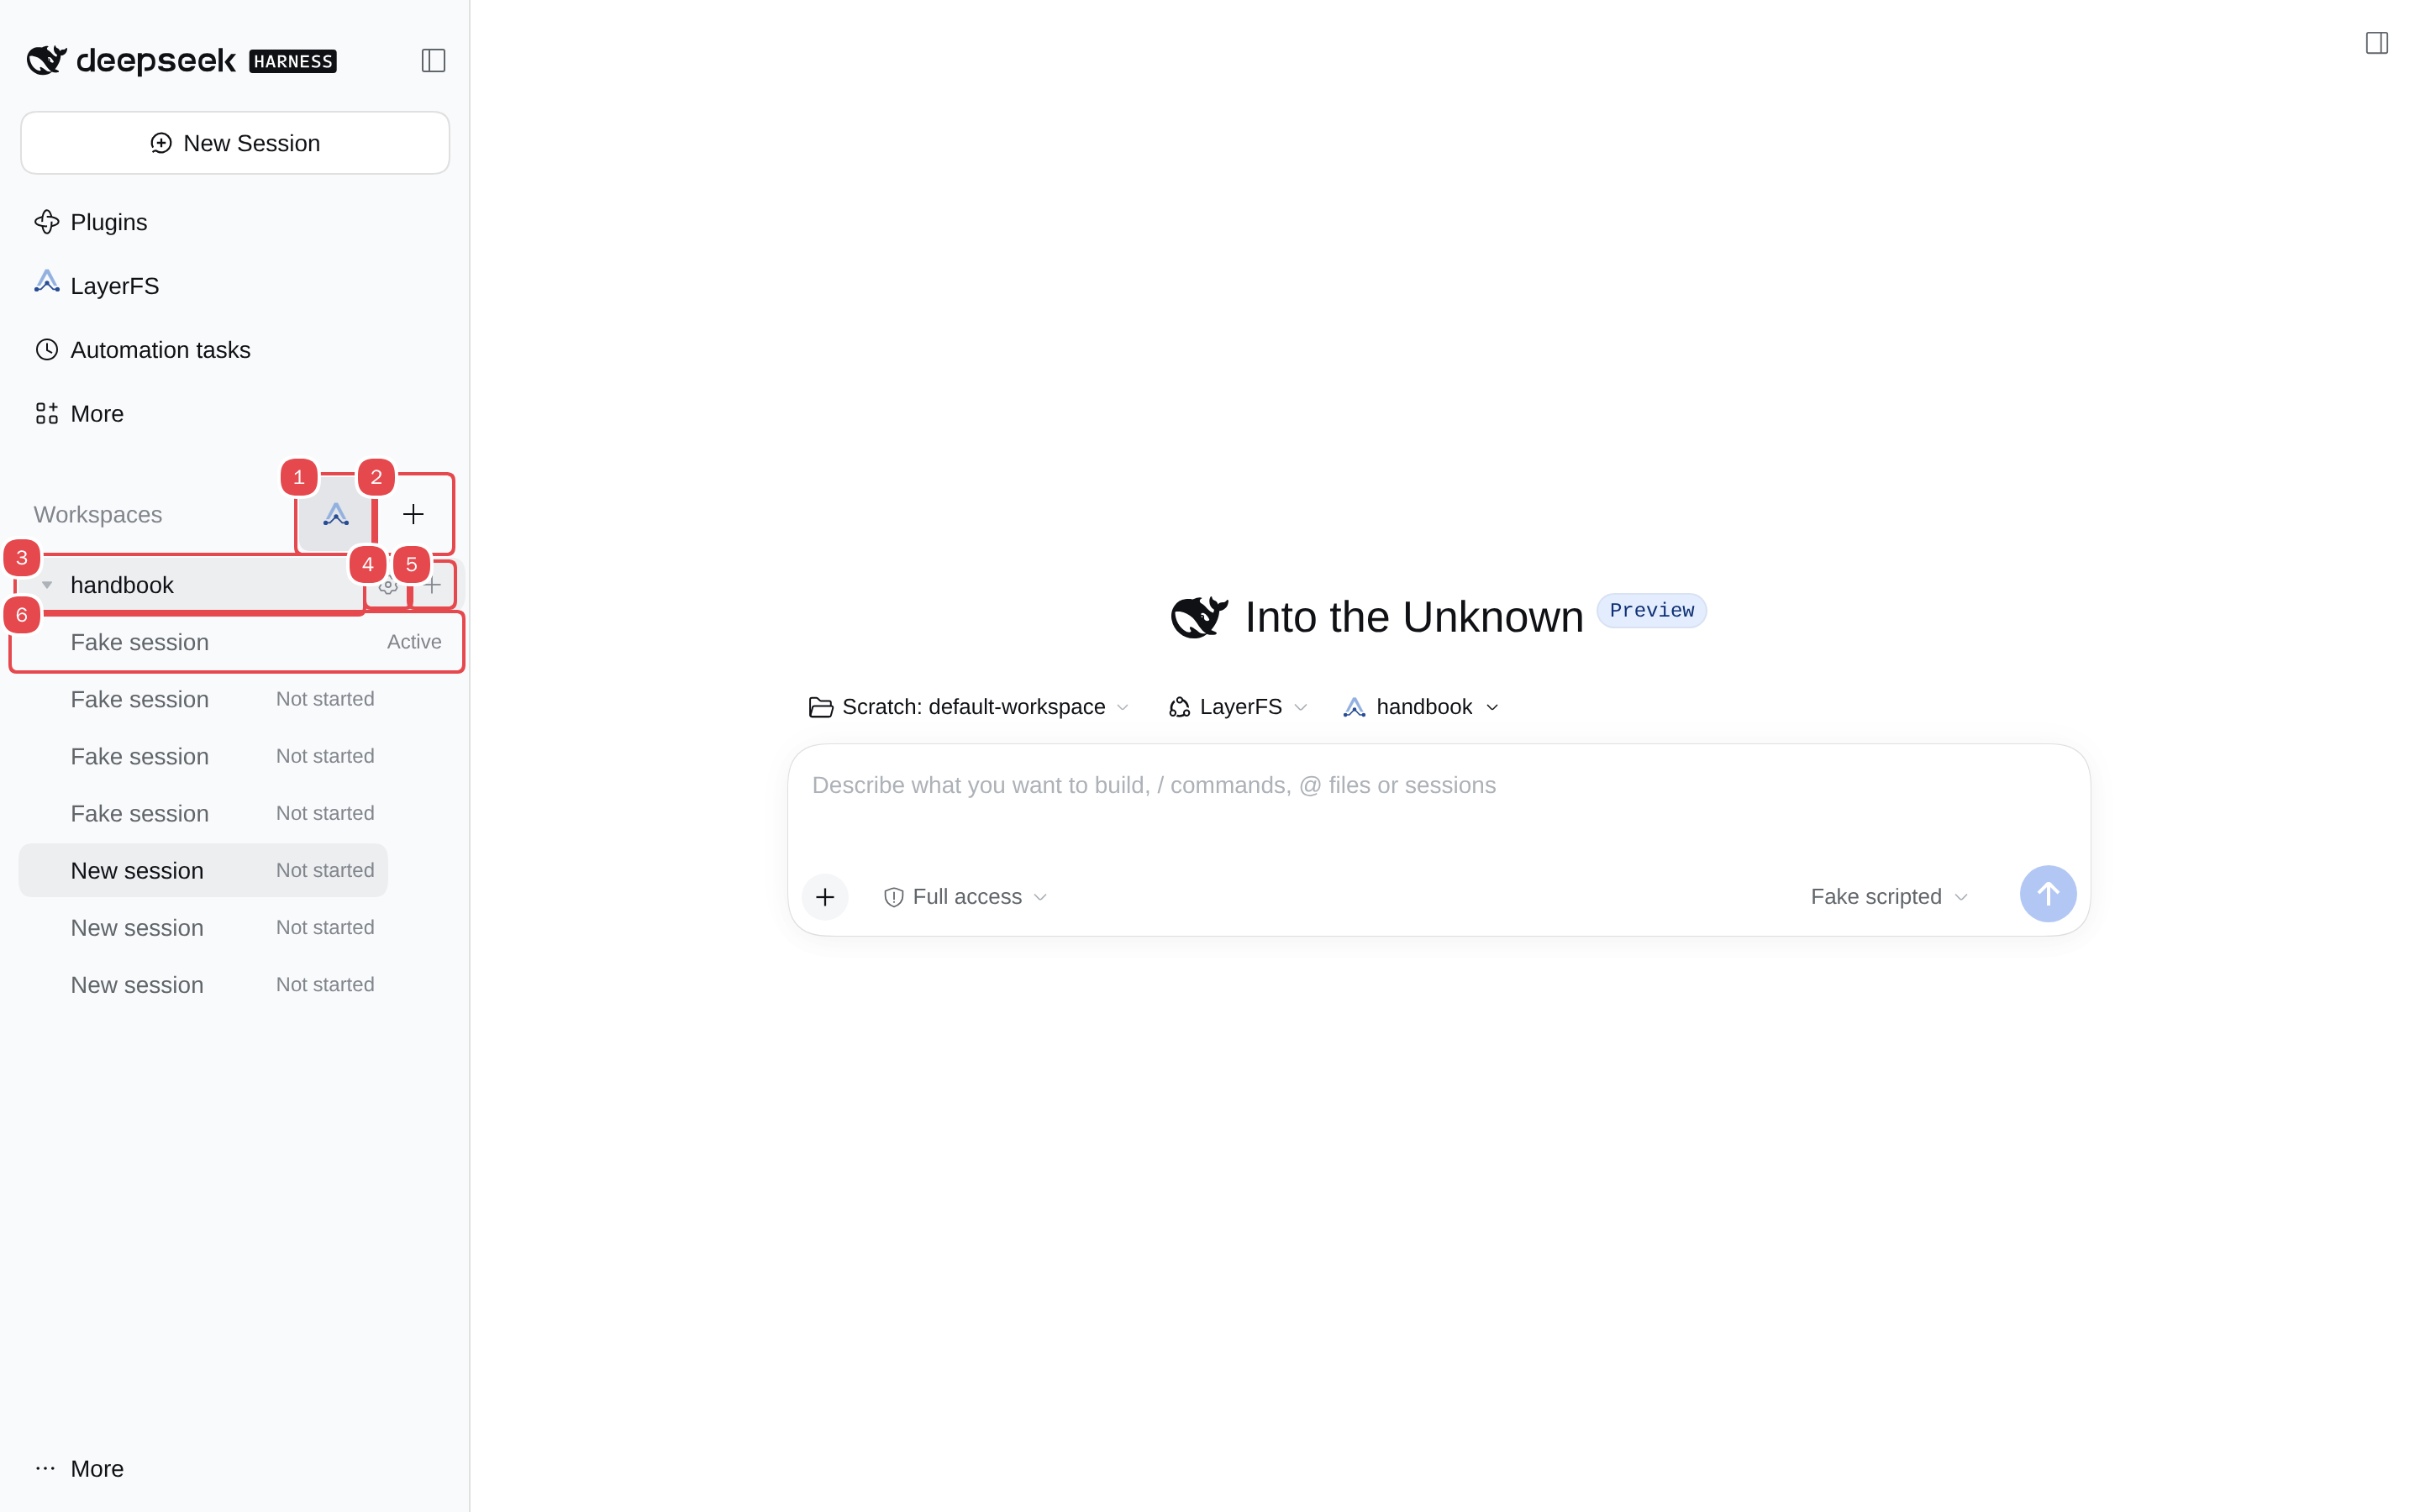 deepseek HARNESS
New Session
Plugins
LayerFS
Automation tasks
More
1 2
Workspaces
3 4 5
handbook
6
Fake session Active
Fake session Not started
Fake session Not started
Fake session Not started
New session Not started
New session Not started
New session Not started
More
Into the Unknown Preview
Scratch: default-workspace LayerFS handbook
Describe what you want to build, / commands, @ files or sessions
Full access Fake scripted